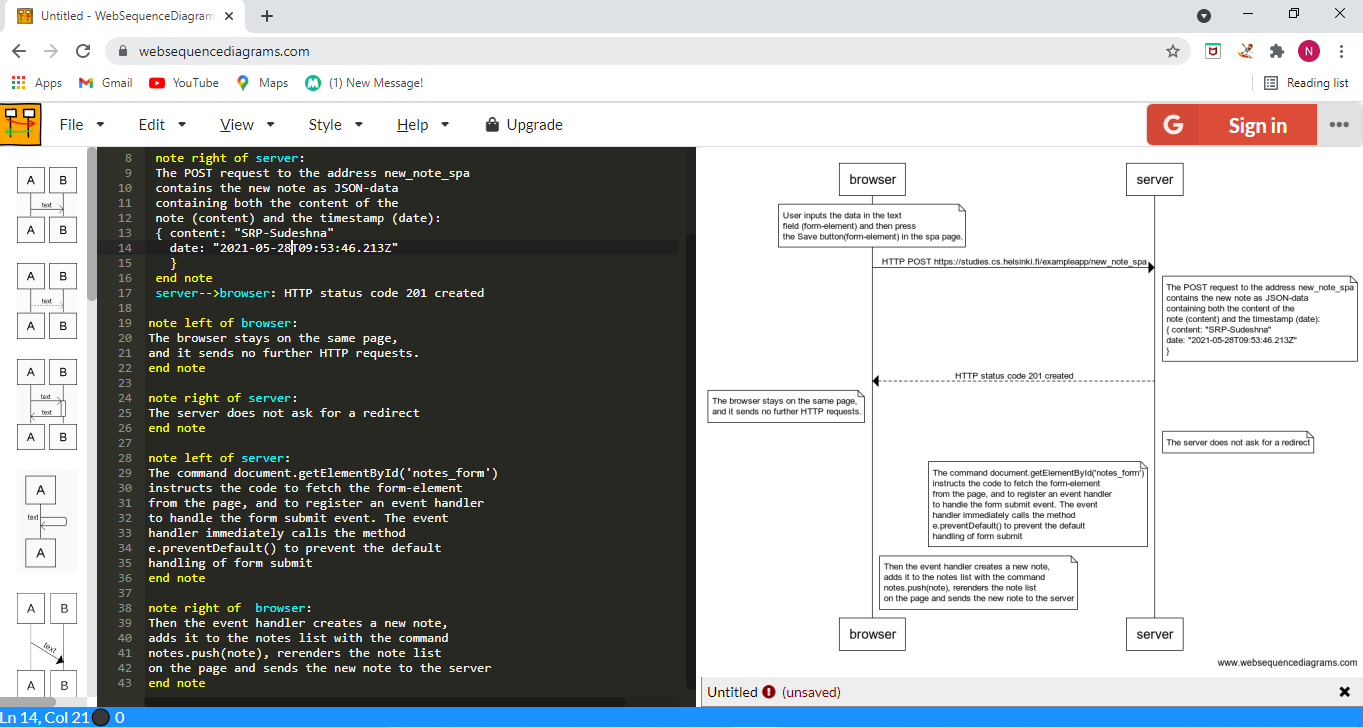 Untitled - WebSequenceDiagram
websequencediagrams.com
N
Apps
Gmail
YouTube
Maps
(1) New Message!
Reading list
File
Edit
View
Style
Help
Upgrade
G
Sign in
A B
text
A B
A B
text
A B
A B
text
text
A B
A
text
A
A B
text
A B
8 note right of server:
9 The POST request to the address new_note_spa
10 contains the new note as JSON-data
11 containing both the content of the
12 note (content) and the timestamp (date):
13 { content: "SRP-Sudeshna"
14 date: "2021-05-28T09:53:46.213Z"
15 }
16 end note
17 server-->browser: HTTP status code 201 created
18
19 note left of browser:
20 The browser stays on the same page,
21 and it sends no further HTTP requests.
22 end note
23
24 note right of server:
25 The server does not ask for a redirect
26 end note
27
28 note left of server:
29 The command document.getElementById('notes_form')
30 instructs the code to fetch the form-element
31 from the page, and to register an event handler
32 to handle the form submit event. The event
33 handler immediately calls the method
34 e.preventDefault() to prevent the default
35 handling of form submit
36 end note
37
38 note right of  browser:
39 Then the event handler creates a new note,
40 adds it to the notes list with the command
41 notes.push(note), rerenders the note list
42 on the page and sends the new note to the server
43 end note
browser
server
User inputs the data in the text
field (form-element) and then press
the Save button(form-element) in the spa page.
HTTP POST https://studies.cs.helsinki.fi/exampleapp/new_note_spa
The POST request to the address new_note_spa
contains the new note as JSON-data
containing both the content of the
note (content) and the timestamp (date):
{ content: "SRP-Sudeshna"
date: "2021-05-28T09:53:46.213Z"
}
HTTP status code 201 created
The browser stays on the same page,
and it sends no further HTTP requests.
The server does not ask for a redirect
The command document.getElementById('notes_form')
instructs the code to fetch the form-element
from the page, and to register an event handler
to handle the form submit event. The event
handler immediately calls the method
e.preventDefault() to prevent the default
handling of form submit
Then the event handler creates a new note,
adds it to the notes list with the command
notes.push(note), rerenders the note list
on the page and sends the new note to the server
browser
server
www.websequencediagrams.com
Untitled (unsaved)
Ln 14, Col 21 0